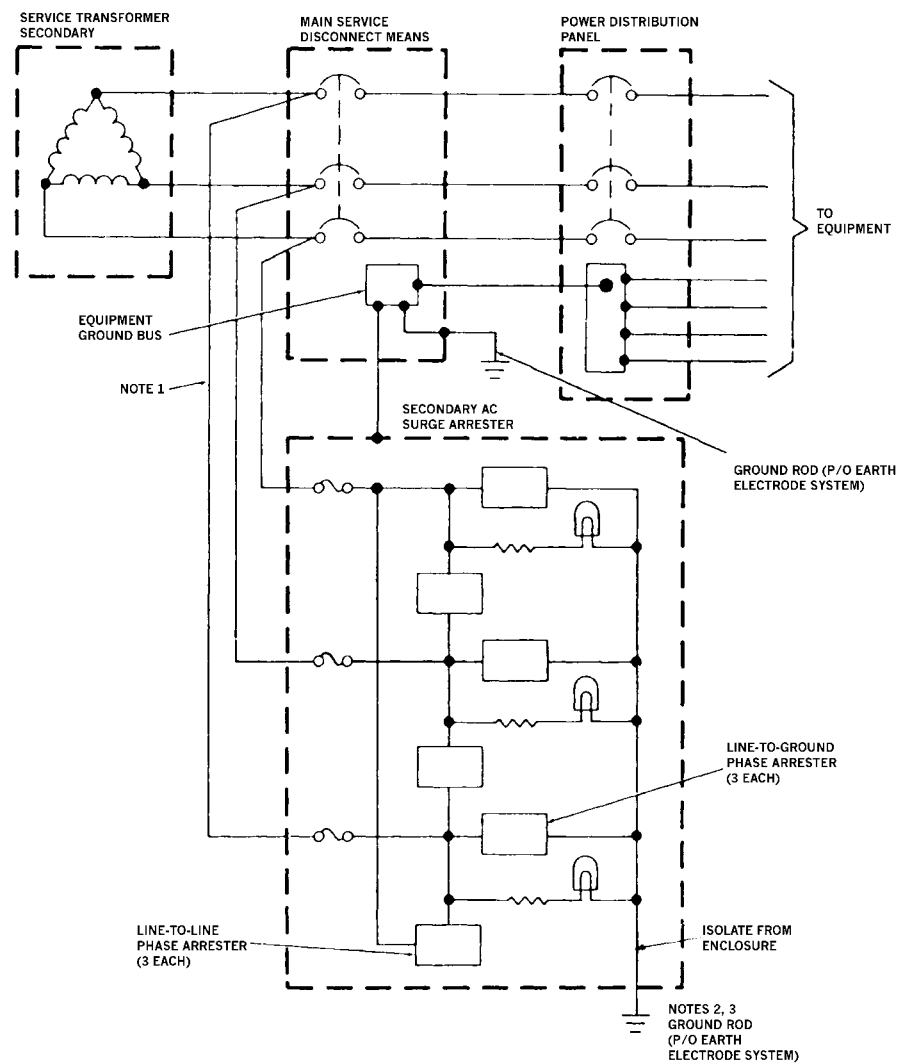 SERVICE TRANSFORMER
SECONDARY
MAIN SERVICE
DISCONNECT MEANS
POWER DISTRIBUTION
PANEL
TO
EQUIPMENT
EQUIPMENT
GROUND BUS
NOTE 1
SECONDARY AC
SURGE ARRESTER
GROUND ROD (P/O EARTH
ELECTRODE SYSTEM)
LINE-TO-GROUND
PHASE ARRESTER
(3 EACH)
LINE-TO-LINE
PHASE ARRESTER
(3 EACH)
ISOLATE FROM
ENCLOSURE
NOTES 2, 3
GROUND ROD
(P/O EARTH
ELECTRODE SYSTEM)